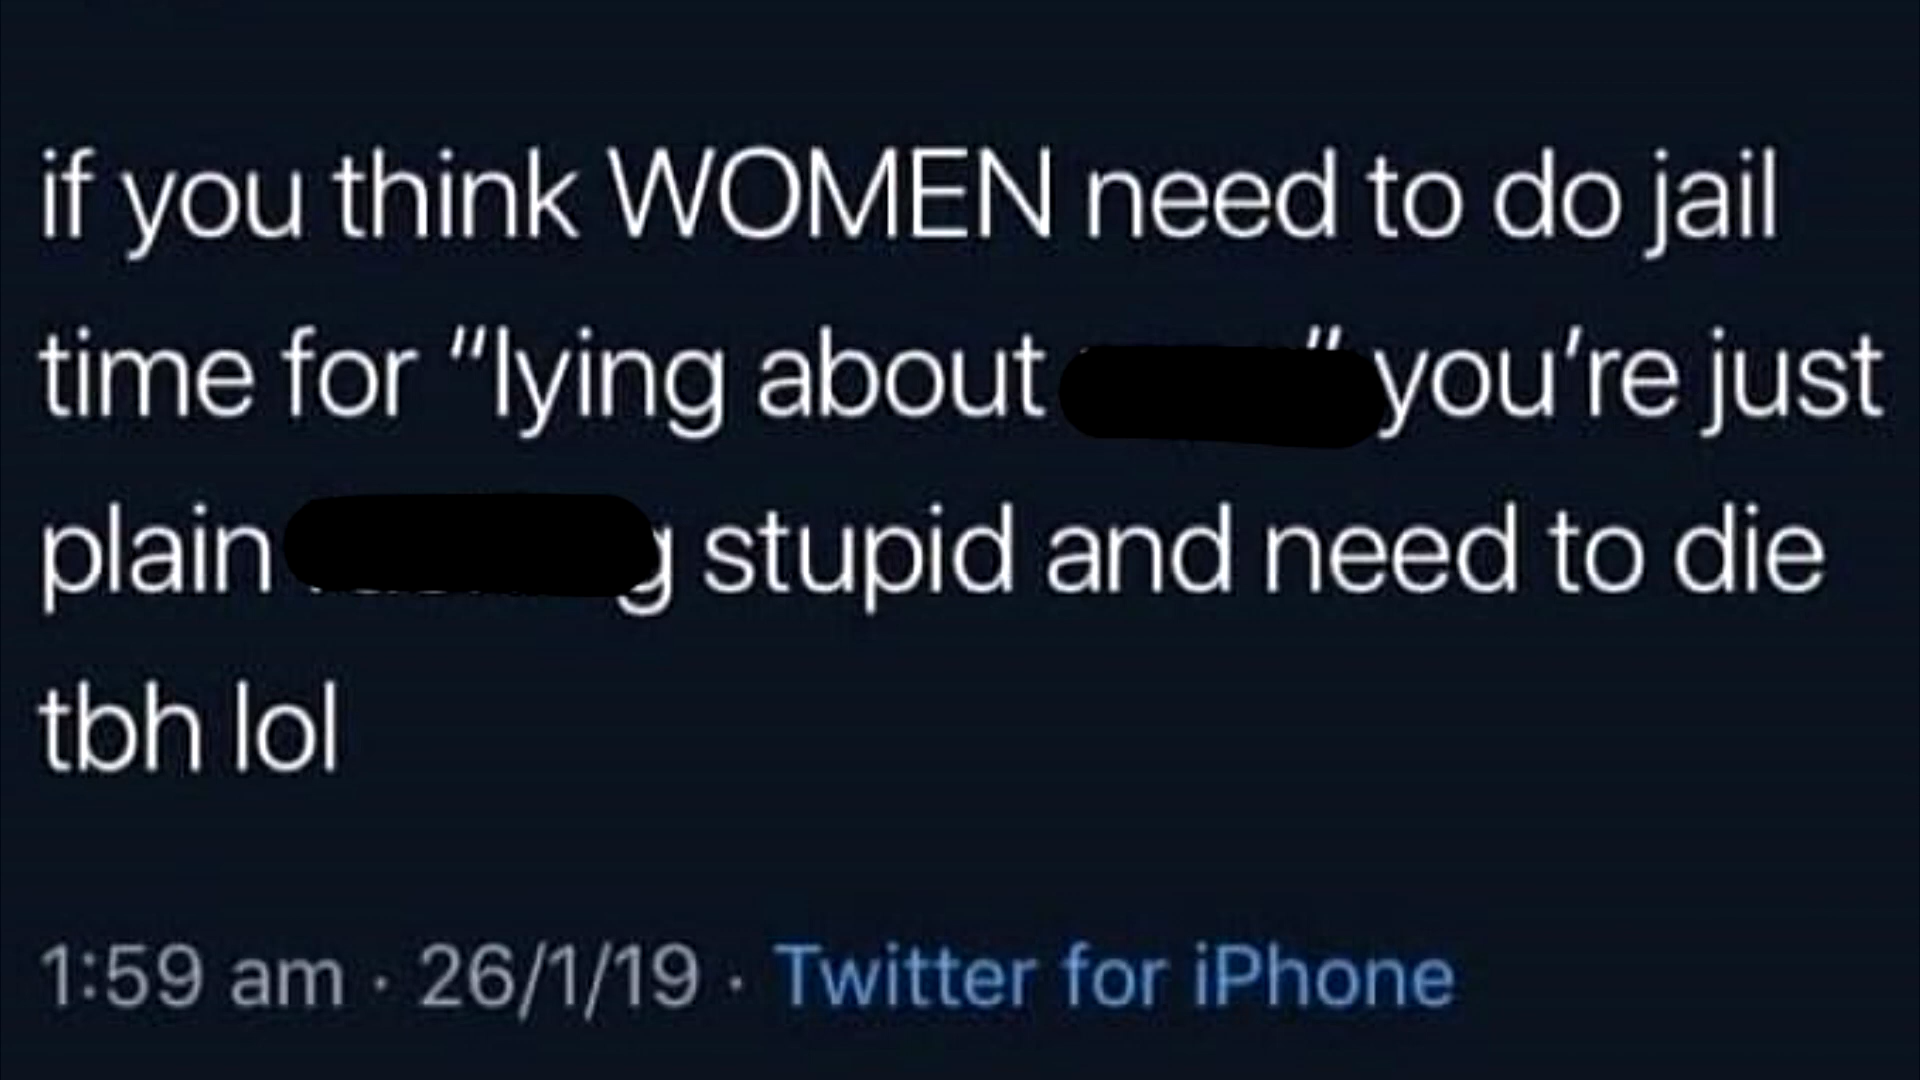 if you think WOMEN need to do jail
time for “lying about ” you’re just
plain stupid and need to die
tbh lol
1:59 am · 26/1/19 · Twitter for iPhone